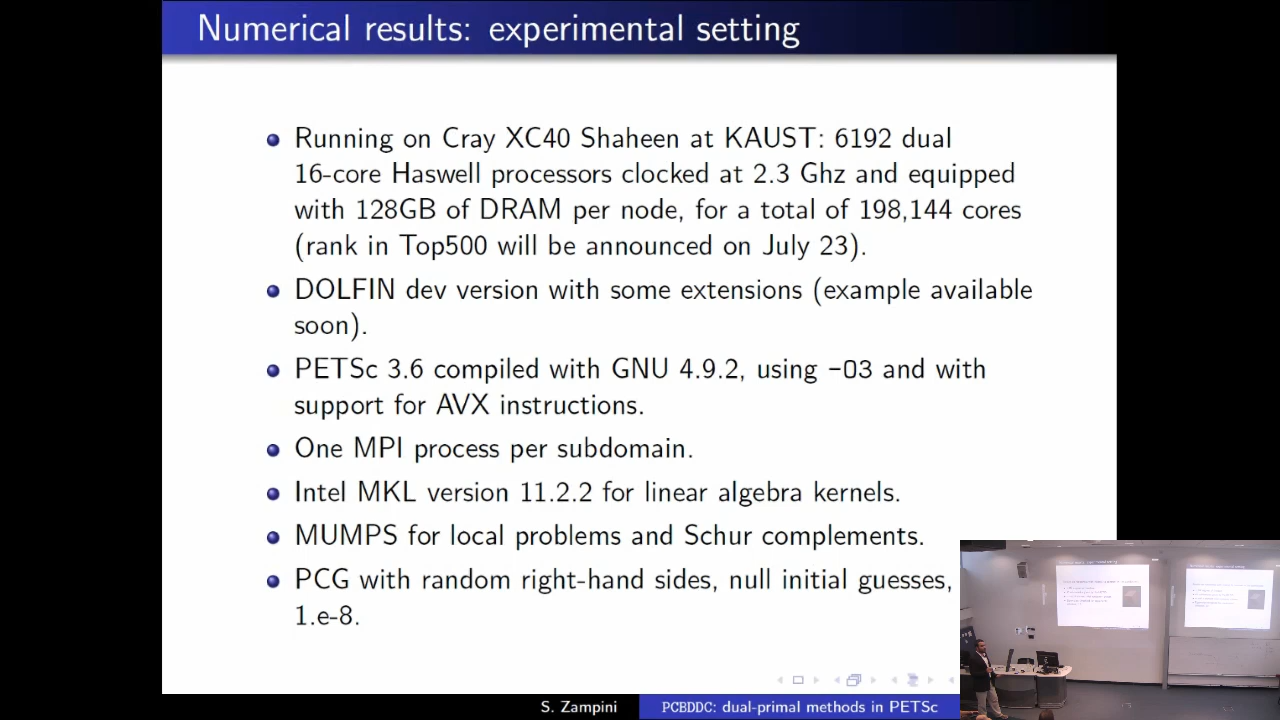 Numerical results: experimental setting
Running on Cray XC40 Shaheen at KAUST: 6192 dual
16-core Haswell processors clocked at 2.3 Ghz and equipped
with 128GB of DRAM per node, for a total of 198,144 cores
(rank in Top500 will be announced on July 23).
DOLFIN dev version with some extensions (example available
soon).
PETSc 3.6 compiled with GNU 4.9.2, using -O3 and with
support for AVX instructions.
One MPI process per subdomain.
Intel MKL version 11.2.2 for linear algebra kernels.
MUMPS for local problems and Schur complements.
PCG with random right-hand sides, null initial guesses,
1.e-8.
S. Zampini
PCBDDC: dual-primal methods in PETSc